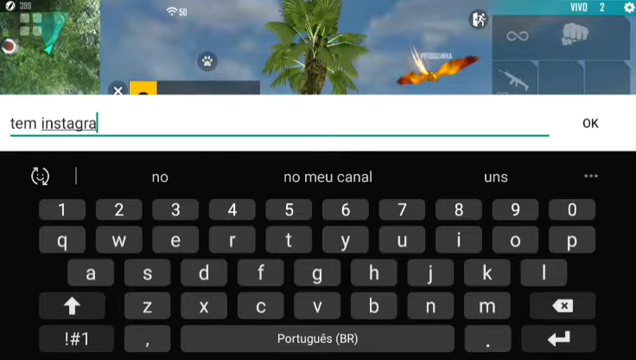 399
50
VIVO 2
PITGGUINHA
tem instagra
OK
no
no meu canal
uns
...
1 2 3 4 5 6 7 8 9 0
q w e r t y u i o p
a s d f g h j k l
z x c v b n m
!#1 , Português (BR) .